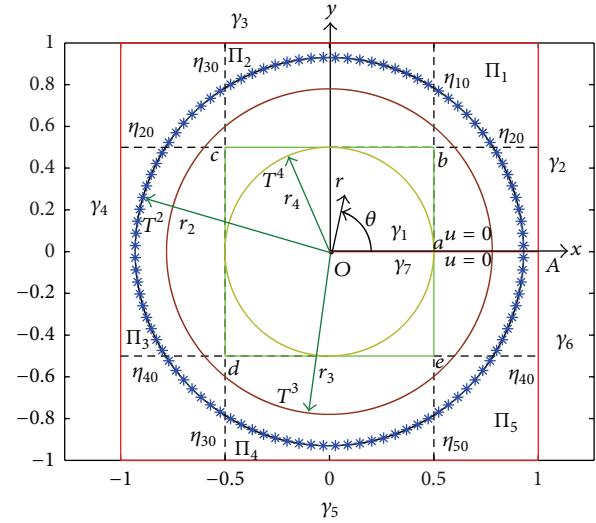 γ₃
y
1
η₃₀
Π₂
η₁₀
Π₁
0.8
0.6
η₂₀
η₂₀
0.4
c
b
γ₂
T⁴
r
0.2
γ₄
r₄
T²
r₂
θ
γ₁
a
u = 0
0
O
γ₇
u = 0
A
x
−0.2
Π₃
γ₆
−0.4
η₄₀
d
r₃
e
η₄₀
−0.6
T³
−0.8
η₃₀
Π₄
η₅₀
Π₅
−1
−1
−0.5
0
0.5
1
γ₅